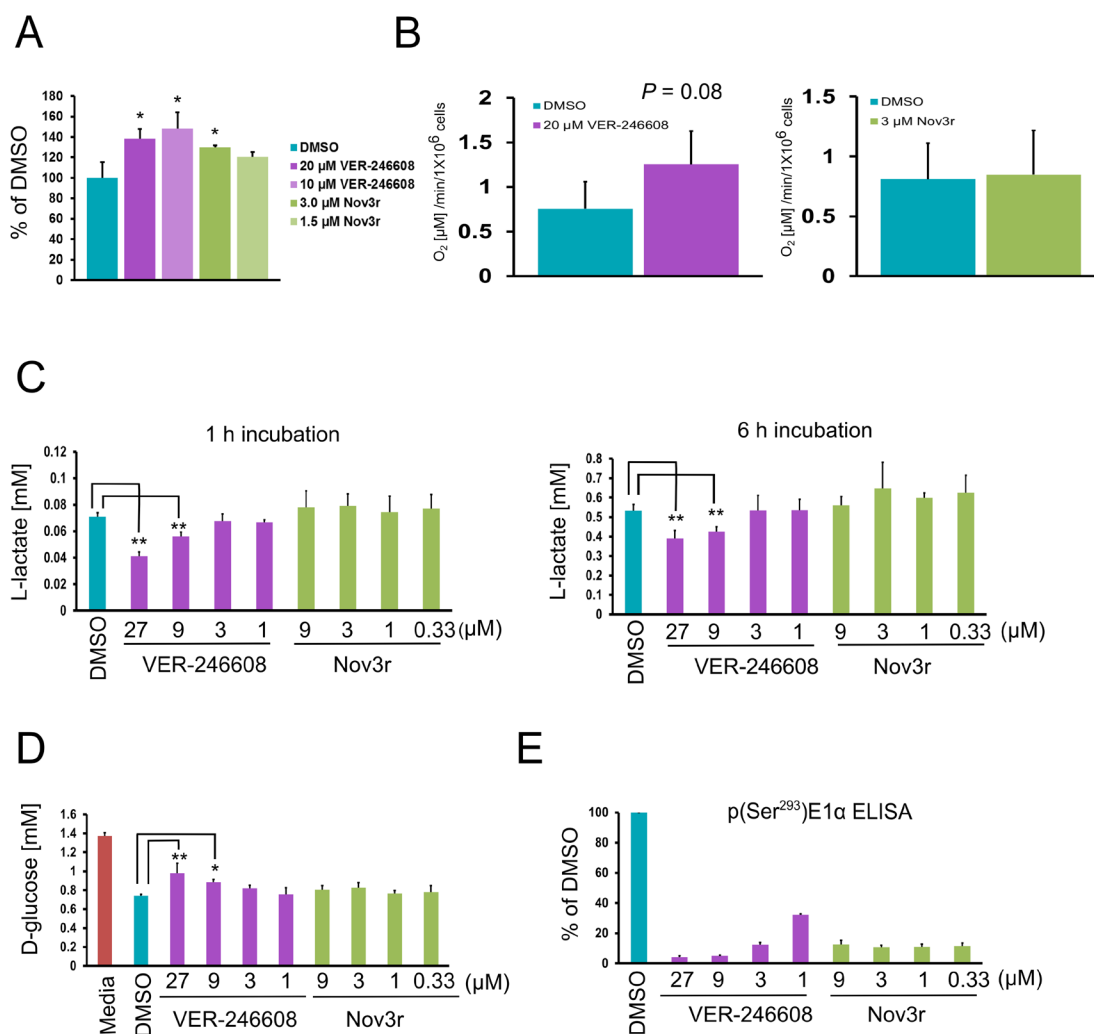 A
% of DMSO
180
160
140
120
100
80
60
40
20
0
*
*
*
DMSO
20 µM VER-246608
10 µM VER-246608
3.0 µM Nov3r
1.5 µM Nov3r
B
O₂ [µM] /min/1X10⁶ cells
2
1.5
1
0.5
0
DMSO
20 µM VER-246608
P = 0.08
O₂ [µM] /min/1X10⁶ cells
1.5
1
0.5
0
DMSO
3 µM Nov3r
C
1 h incubation
L-lactate [mM]
0.12
0.1
0.08
0.06
0.04
0.02
0
**
**
DMSO
27 9 3 1 9 3 1 0.33 (µM)
VER-246608 Nov3r
6 h incubation
L-lactate [mM]
0.8
0.7
0.6
0.5
0.4
0.3
0.2
0.1
0
**
**
DMSO
27 9 3 1 9 3 1 0.33 (µM)
VER-246608 Nov3r
D
D-glucose [mM]
1.6
1.4
1.2
1
0.8
0.6
0.4
0.2
0
**
*
Media
DMSO
27 9 3 1 9 3 1 0.33 (µM)
VER-246608 Nov3r
E
p(Ser²⁹³)E1α ELISA
% of DMSO
100
80
60
40
20
0
DMSO
27 9 3 1 9 3 1 0.33 (µM)
VER-246608 Nov3r